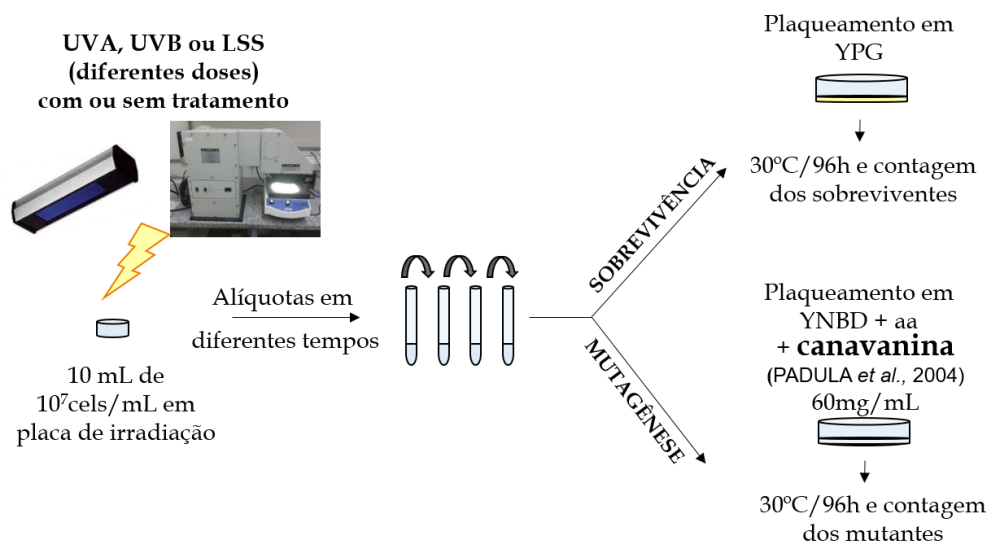 UVA, UVB ou LSS
(diferentes doses)
com ou sem tratamento
10 mL de
10⁷cels/mL em
placa de irradiação
Alíquotas em
diferentes tempos
SOBREVIVÊNCIA
MUTAGÊNESE
Plaqueamento em
YPG
30ºC/96h e contagem
dos sobreviventes
Plaqueamento em
YNBD + aa
+ canavanina
(PADULA et al., 2004)
60mg/mL
30ºC/96h e contagem
dos mutantes